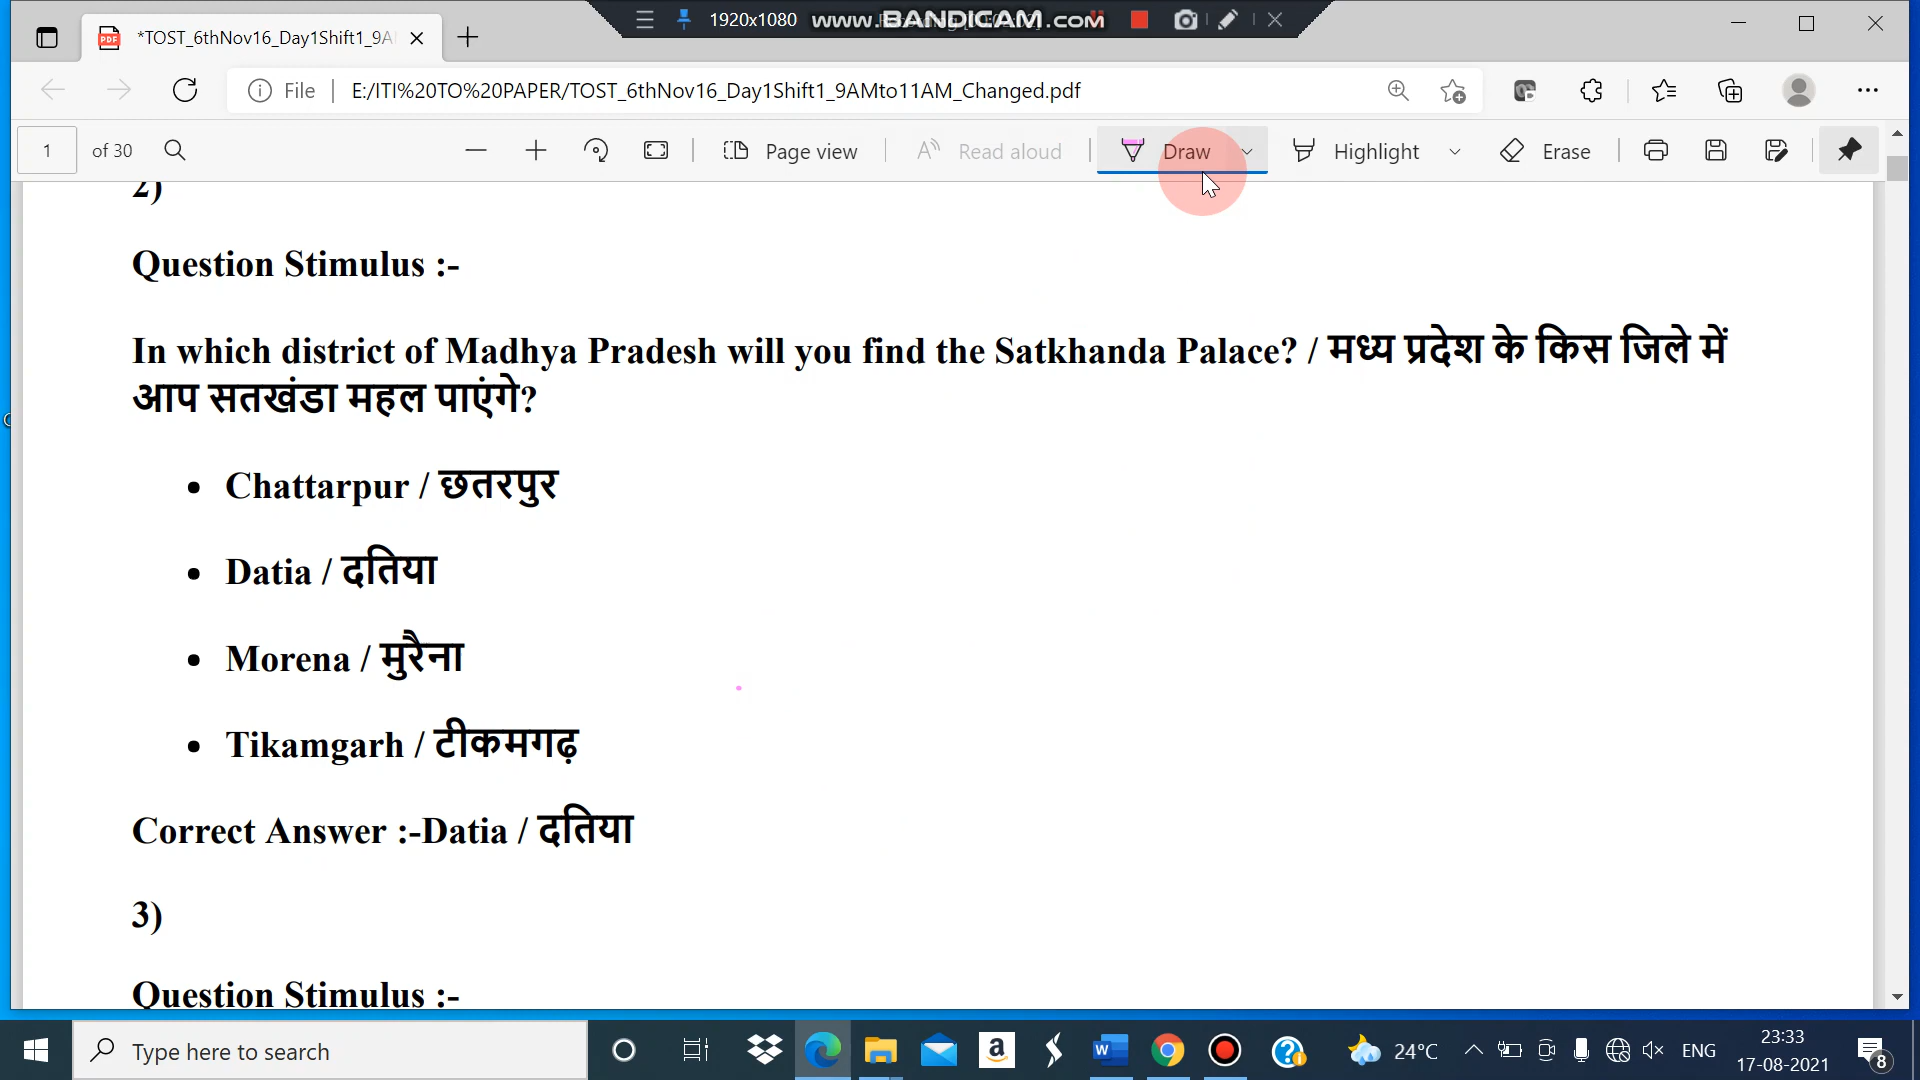 1920x1080 www.BANDICAM.com
*TOST_6thNov16_Day1Shift1_9A
File E:/ITI%20TO%20PAPER/TOST_6thNov16_Day1Shift1_9AMto11AM_Changed.pdf
1 of 30 Page view Read aloud Draw Highlight Erase
2)
Question Stimulus :-
In which district of Madhya Pradesh will you find the Satkhanda Palace? / मध्य प्रदेश के किस जिले में
आप सतखंडा महल पाएंगे?
• Chattarpur / छतरपुर
• Datia / दतिया
• Morena / मुरैना
• Tikamgarh / टीकमगढ़
Correct Answer :-Datia / दतिया
3)
Question Stimulus :-
Type here to search 24°C ENG 23:33
17-08-2021 8